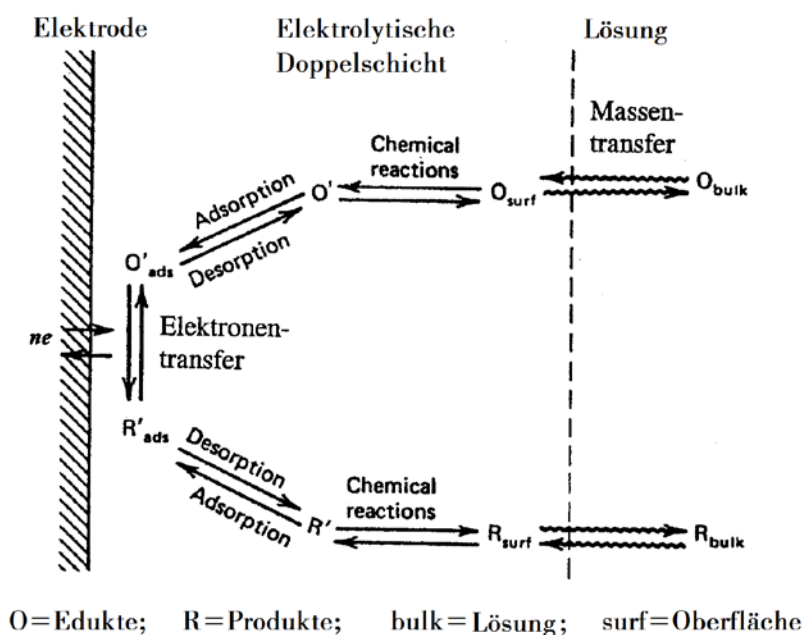 Elektrode
Elektrolytische
Doppelschicht
Lösung
Massen-
transfer
Chemical
reactions
Adsorption
Desorption
O'
O_surf
O_bulk
O'_ads
ne
Elektronen-
transfer
R'_ads
Desorption
Adsorption
Chemical
reactions
R'
R_surf
R_bulk
O=Edukte; R=Produkte; bulk=Lösung; surf=Oberfläche